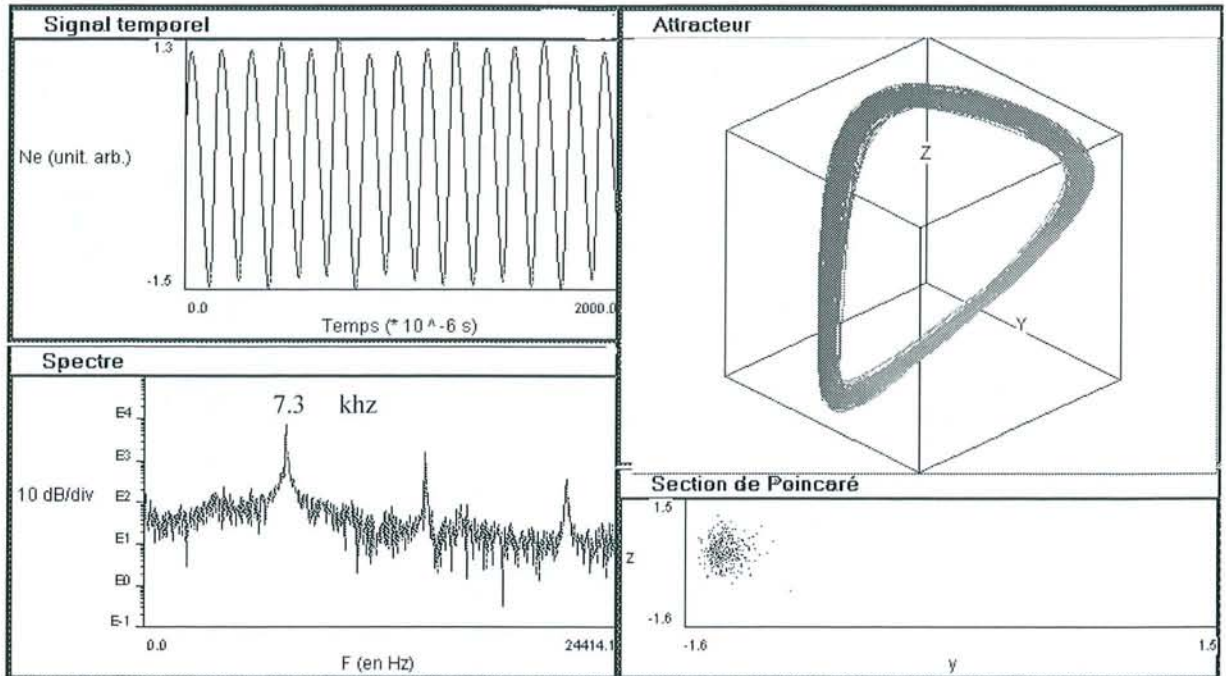 Signal temporel
1.3
Ne (unit. arb.)
-1.5
0.0
2000.0
Temps (* 10 ^ -6 s)
Spectre
7.3 khz
E4
E3
E2
E1
E0
E-1
10 dB/div
0.0
24414.1
F (en Hz)
Attracteur
Z
Y
Section de Poincaré
1.5
Z
-1.6
-1.6
1.5
y